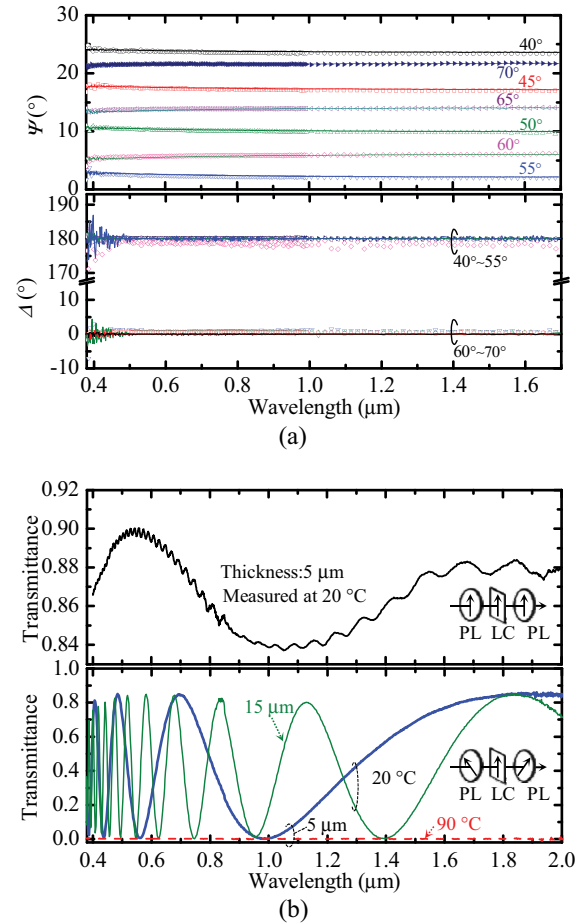 30
20
10
0
Ψ (°)
40°
70°
45°
65°
50°
60°
55°
190
180
170
5
0
-10
Δ (°)
40°~55°
60°~70°
0.4 0.6 0.8 1.0 1.2 1.4 1.6
Wavelength (μm)
(a)
0.92
0.90
0.88
0.86
0.84
Transmittance
Thickness:5 μm
Measured at 20 °C
PL LC PL
1.0
0.8
0.6
0.4
0.2
0.0
Transmittance
15 μm
20 °C
5 μm
90 °C
PL LC PL
0.4 0.6 0.8 1.0 1.2 1.4 1.6 1.8 2.0
Wavelength (μm)
(b)